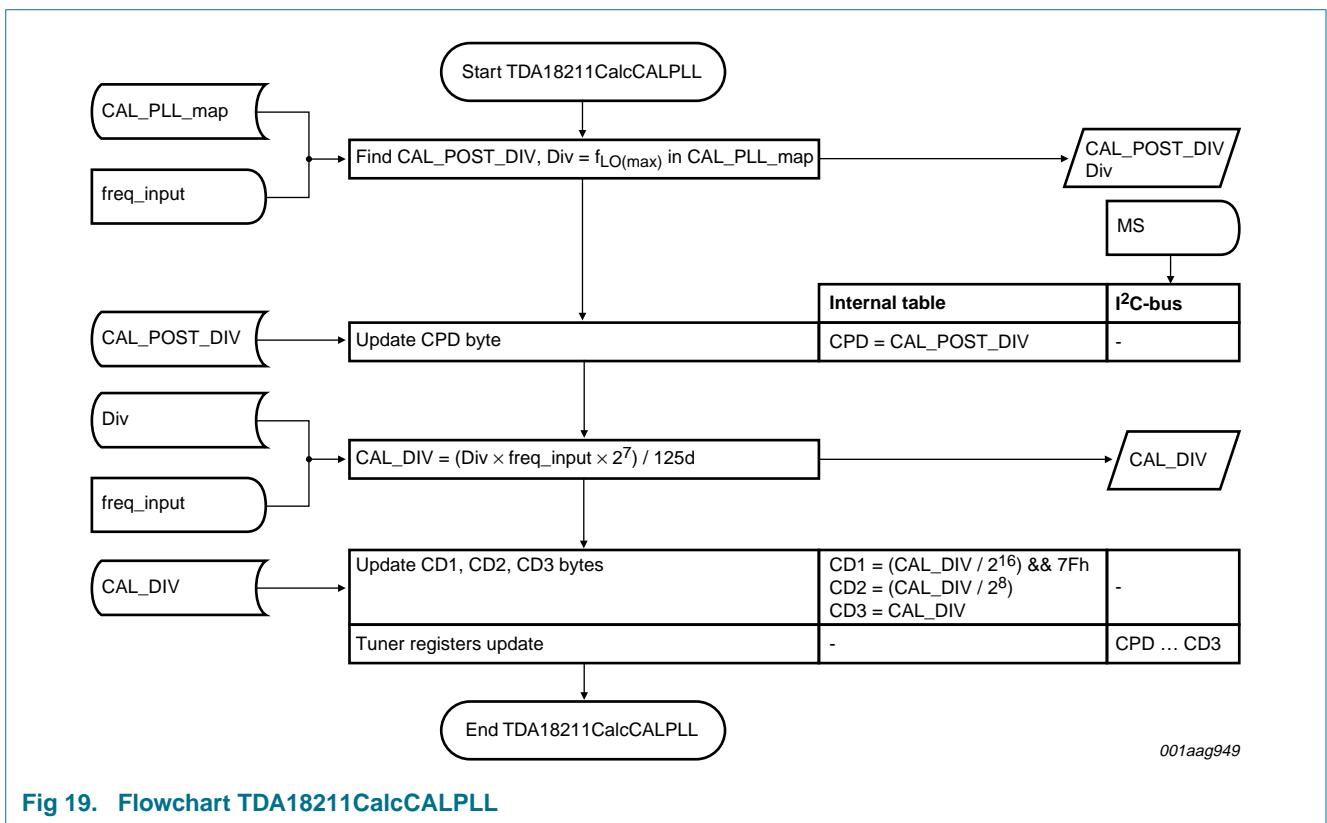 Start TDA18211CalcCALPLL
CAL_PLL_map
Find CAL_POST_DIV, Div = fLO(max) in CAL_PLL_map
CAL_POST_DIV
Div
freq_input
MS
Internal table
I²C-bus
CAL_POST_DIV
Update CPD byte
CPD = CAL_POST_DIV
-
Div
CAL_DIV = (Div × freq_input × 2⁷) / 125d
CAL_DIV
freq_input
CAL_DIV
Update CD1, CD2, CD3 bytes
CD1 = (CAL_DIV / 2¹⁶) && 7Fh
CD2 = (CAL_DIV / 2⁸)
CD3 = CAL_DIV
-
Tuner registers update
-
CPD … CD3
End TDA18211CalcCALPLL
001aag949
Fig 19. Flowchart TDA18211CalcCALPLL